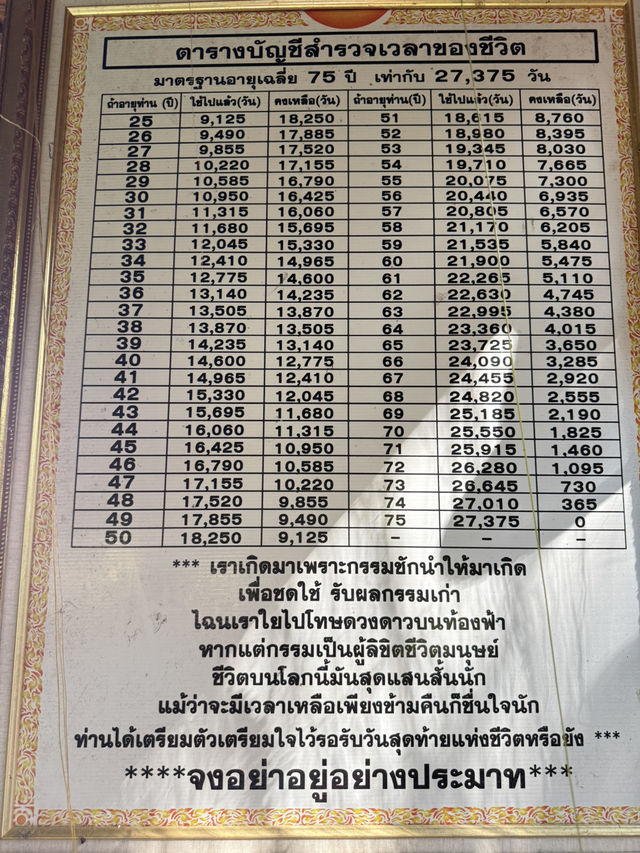 ตารางบัญชีสำรวจเวลาของชีวิต
มาตรฐานอายุเฉลี่ย 75 ปี เท่ากับ 27,375 วัน
ถ้าอายุท่าน (ปี) ใช้ไปแล้ว(วัน) คงเหลือ(วัน) ถ้าอายุท่าน(ปี) ใช้ไปแล้ว(วัน) คงเหลือ(วัน)
25 9,125 18,250 51 18,615 8,760
26 9,490 17,885 52 18,980 8,395
27 9,855 17,520 53 19,345 8,030
28 10,220 17,155 54 19,710 7,665
29 10,585 16,790 55 20,075 7,300
30 10,950 16,425 56 20,440 6,935
31 11,315 16,060 57 20,805 6,570
32 11,680 15,695 58 21,170 6,205
33 12,045 15,330 59 21,535 5,840
34 12,410 14,965 60 21,900 5,475
35 12,775 14,600 61 22,265 5,110
36 13,140 14,235 62 22,630 4,745
37 13,505 13,870 63 22,995 4,380
38 13,870 13,505 64 23,360 4,015
39 14,235 13,140 65 23,725 3,650
40 14,600 12,775 66 24,090 3,285
41 14,965 12,410 67 24,455 2,920
42 15,330 12,045 68 24,820 2,555
43 15,695 11,680 69 25,185 2,190
44 16,060 11,315 70 25,550 1,825
45 16,425 10,950 71 25,915 1,460
46 16,790 10,585 72 26,280 1,095
47 17,155 10,220 73 26,645 730
48 17,520 9,855 74 27,010 365
49 17,855 9,490 75 27,375 0
50 18,250 9,125 – – –
*** เราเกิดมาเพราะกรรมชักนำให้มาเกิด
เพื่อชดใช้ รับผลกรรมเก่า
ไฉนเราใยไปโทษดวงดาวบนท้องฟ้า
หากแต่กรรมเป็นผู้ลิขิตชีวิตมนุษย์
ชีวิตบนโลกนี้มันสุดแสนสั้นนัก
แม้ว่าจะมีเวลาเหลือเพียงข้ามคืนก็ชื่นใจนัก
ท่านได้เตรียมตัวเตรียมใจไว้รอรับวันสุดท้ายแห่งชีวิตหรือยัง ***
****จงอย่าอยู่อย่างประมาท***